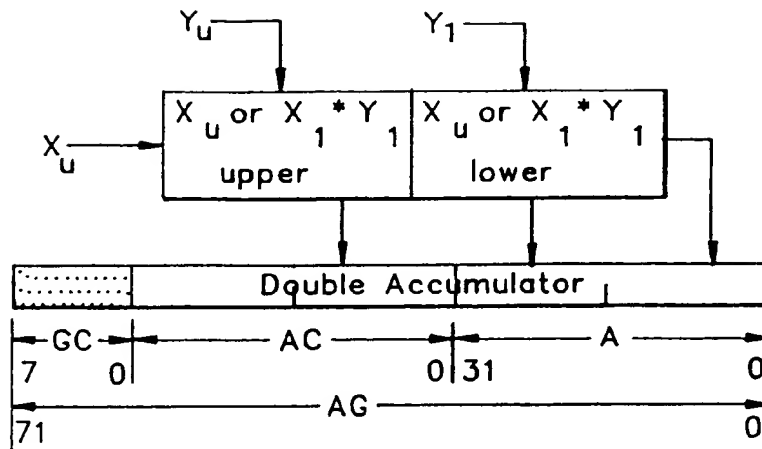 Yu Y1
Xu or X1 * Y1 Xu or X1 * Y1
Xu
upper lower
Double Accumulator
GC AC A
7 0 0 31 0
AG
71 0